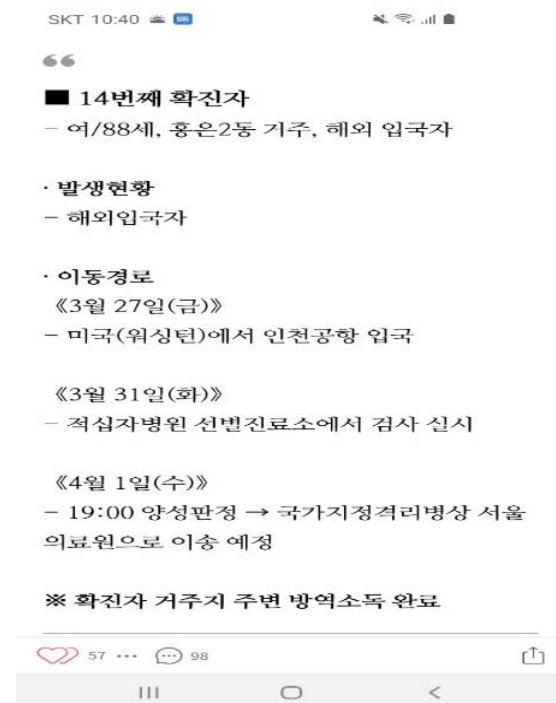 SKT 10:40
■ 14번째 확진자
- 여/88세, 홍은2동 거주, 해외 입국자
· 발생현황
- 해외입국자
· 이동경로
《3월 27일(금)》
- 미국(워싱턴)에서 인천공항 입국
《3월 31일(화)》
- 적십자병원 선별진료소에서 검사 실시
《4월 1일(수)》
- 19:00 양성판정 → 국가지정격리병상 서울
의료원으로 이송 예정
※ 확진자 거주지 주변 방역소독 완료
57 ··· 98